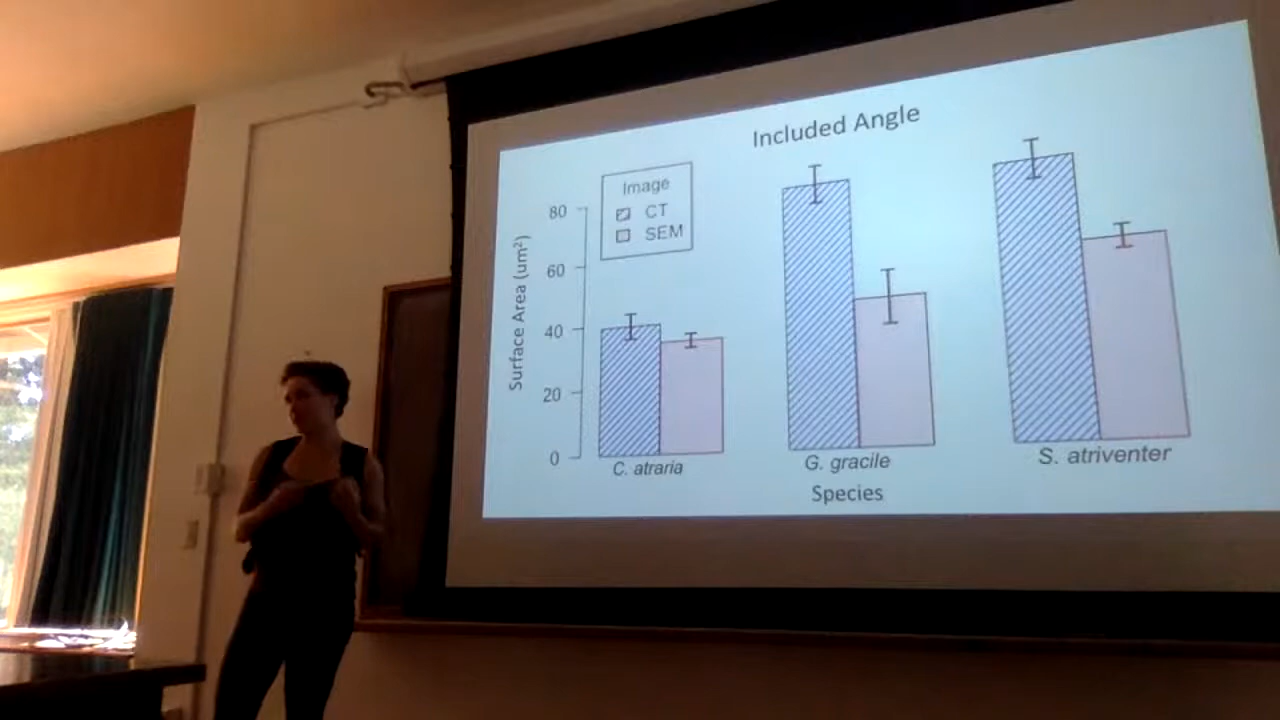 Included Angle
Image
CT
SEM
Surface Area (um²)
80
60
40
20
0
C. atraria
G. gracile
S. atriventer
Species